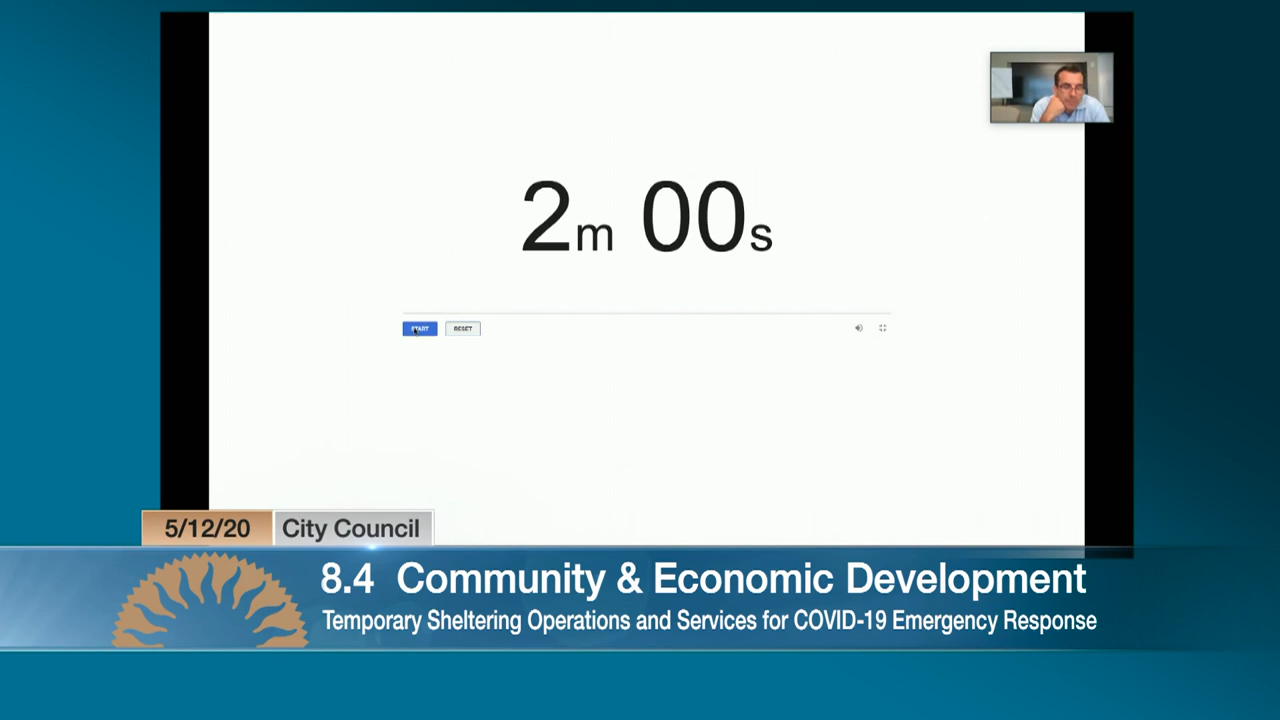 2m 00s
START
RESET
5/12/20
City Council
8.4 Community & Economic Development
Temporary Sheltering Operations and Services for COVID-19 Emergency Response